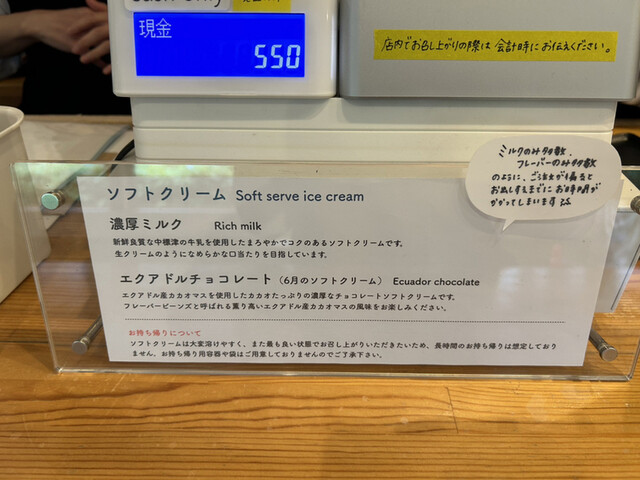 Cash Only
現金
550
店内でお召し上がりの際は 会計時に お伝えください。
ミルクのみ多数、
フレーバーのみ多数
のように、ご注文が偏ると
お出しするまでにお時間が
かかってしまいます
ソフトクリーム Soft serve ice cream
濃厚ミルク Rich milk
新鮮良質な中標津の牛乳を使用したまろやかでコクのあるソフトクリームです。
生クリームのようになめらかな口当たりを目指しています。
エクアドルチョコレート（6月のソフトクリーム） Ecuador chocolate
エクアドル産カカオマスを使用したカカオたっぷりの濃厚なチョコレートソフトクリームです。
フレーバービーンズと呼ばれる薫り高いエクアドル産カカオマスの風味をお楽しみください。
お持ち帰りについて
ソフトクリームは大変溶けやすく、また最も良い状態でお召し上がりいただきたいため、長時間のお持ち帰りは想定しており
ません、お持ち帰り用容器や袋はご用意しておりませんのでご了承下さい。